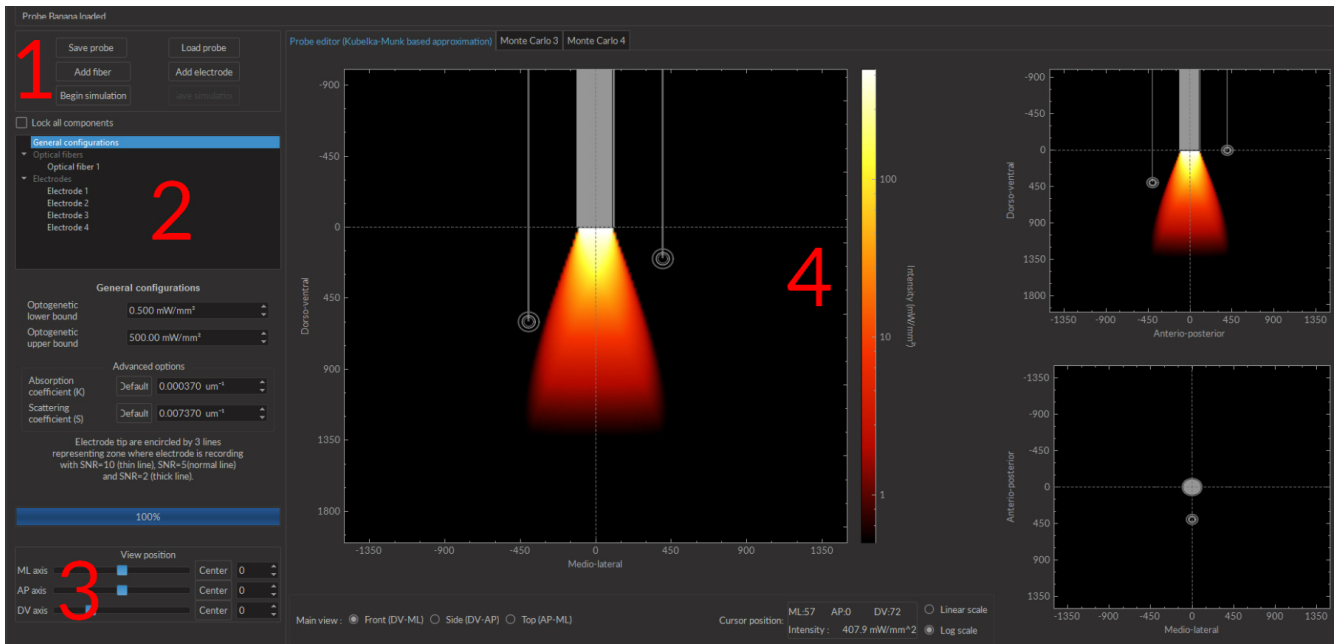 Probe Banana loaded
1
Save probe
Load probe
Add fiber
Add electrode
Begin simulation
Save simulation
Lock all components
General configurations
Optical fibers
Optical fiber 1
Electrodes
Electrode 1
Electrode 2
Electrode 3
Electrode 4
2
General configurations
Optogenetic
lower bound
0.500 mW/mm²
Optogenetic
upper bound
500.00 mW/mm²
Advanced options
Absorption
coefficient (K)
Default
0.000370 um⁻¹
Scattering
coefficient (S)
Default
0.007370 um⁻¹
Electrode tip are encircled by 3 lines
representing zone where electrode is recording
with SNR=10 (thin line), SNR=5(normal line)
and SNR=2 (thick line).
100%
View position
ML axis
Center
0
AP axis
Center
0
DV axis
Center
0
3
Probe editor (Kubelka-Munk based approximation)
Monte Carlo 3
Monte Carlo 4
-900
-450
0
450
900
1350
1800
Dorso-ventral
-1350
-900
-450
0
450
900
1350
Medio-lateral
4
100
10
1
Intensity (mW/mm²)
-900
-450
0
450
900
1350
1800
Dorso-ventral
-1350
-900
-450
0
450
900
1350
Anterio-posterior
-1350
-900
-450
0
450
900
1350
Anterio-posterior
-1350
-900
-450
0
450
900
1350
Medio-lateral
Main view :
Front (DV-ML)
Side (DV-AP)
Top (AP-ML)
Cursor position:
ML:57 AP:0 DV:72
Intensity : 407.9 mW/mm^2
Linear scale
Log scale